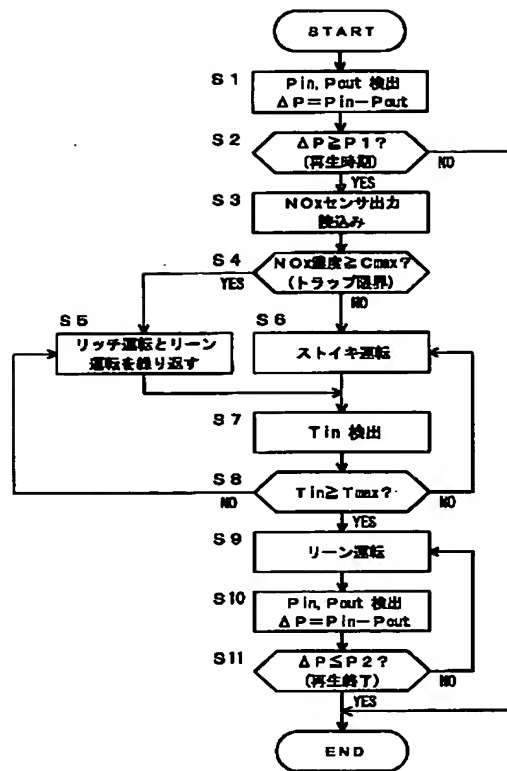 START
S1
Pin, Pout 検出
ΔP=Pin-Pout
S2
ΔP≧P1?
(再生時期)
NO
YES
S3
NOxセンサ出力
読込み
S4
NOx濃度≧Cmax?
(トラップ限界)
YES
NO
S5
リッチ運転とリーン
運転を繰り返す
S6
ストイキ運転
S7
Tin 検出
S8
Tin≧Tmax?
NO
NO
YES
S9
リーン運転
S10
Pin, Pout 検出
ΔP=Pin-Pout
S11
ΔP≦P2?
(再生終了)
NO
YES
END